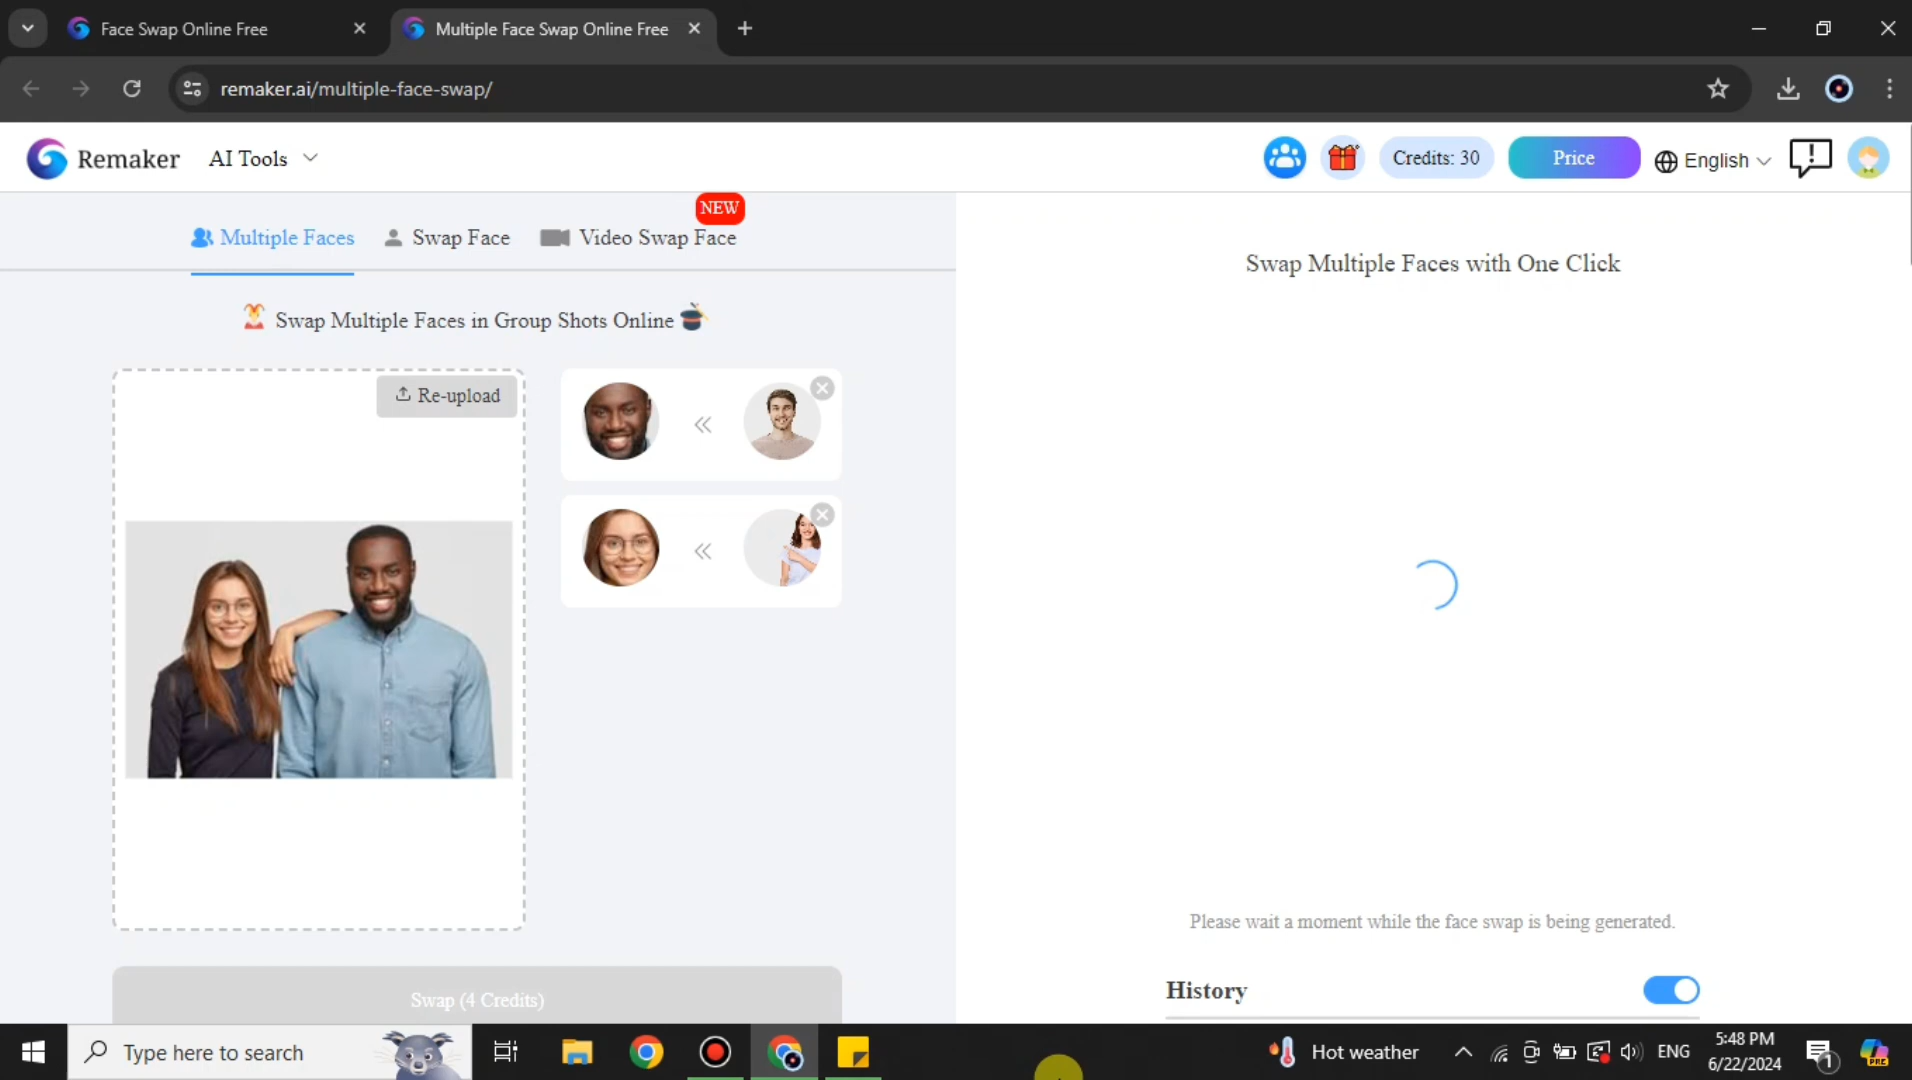 Face Swap Online Free
Multiple Face Swap Online Free
remaker.ai/multiple-face-swap/
Remaker
AI Tools
Credits: 30
Price
English
NEW
Multiple Faces
Swap Face
Video Swap Face
Swap Multiple Faces in Group Shots Online
Re-upload
Swap (4 Credits)
Swap Multiple Faces with One Click
Please wait a moment while the face swap is being generated.
History
Type here to search
Hot weather
ENG
5:48 PM
6/22/2024
1
PRE